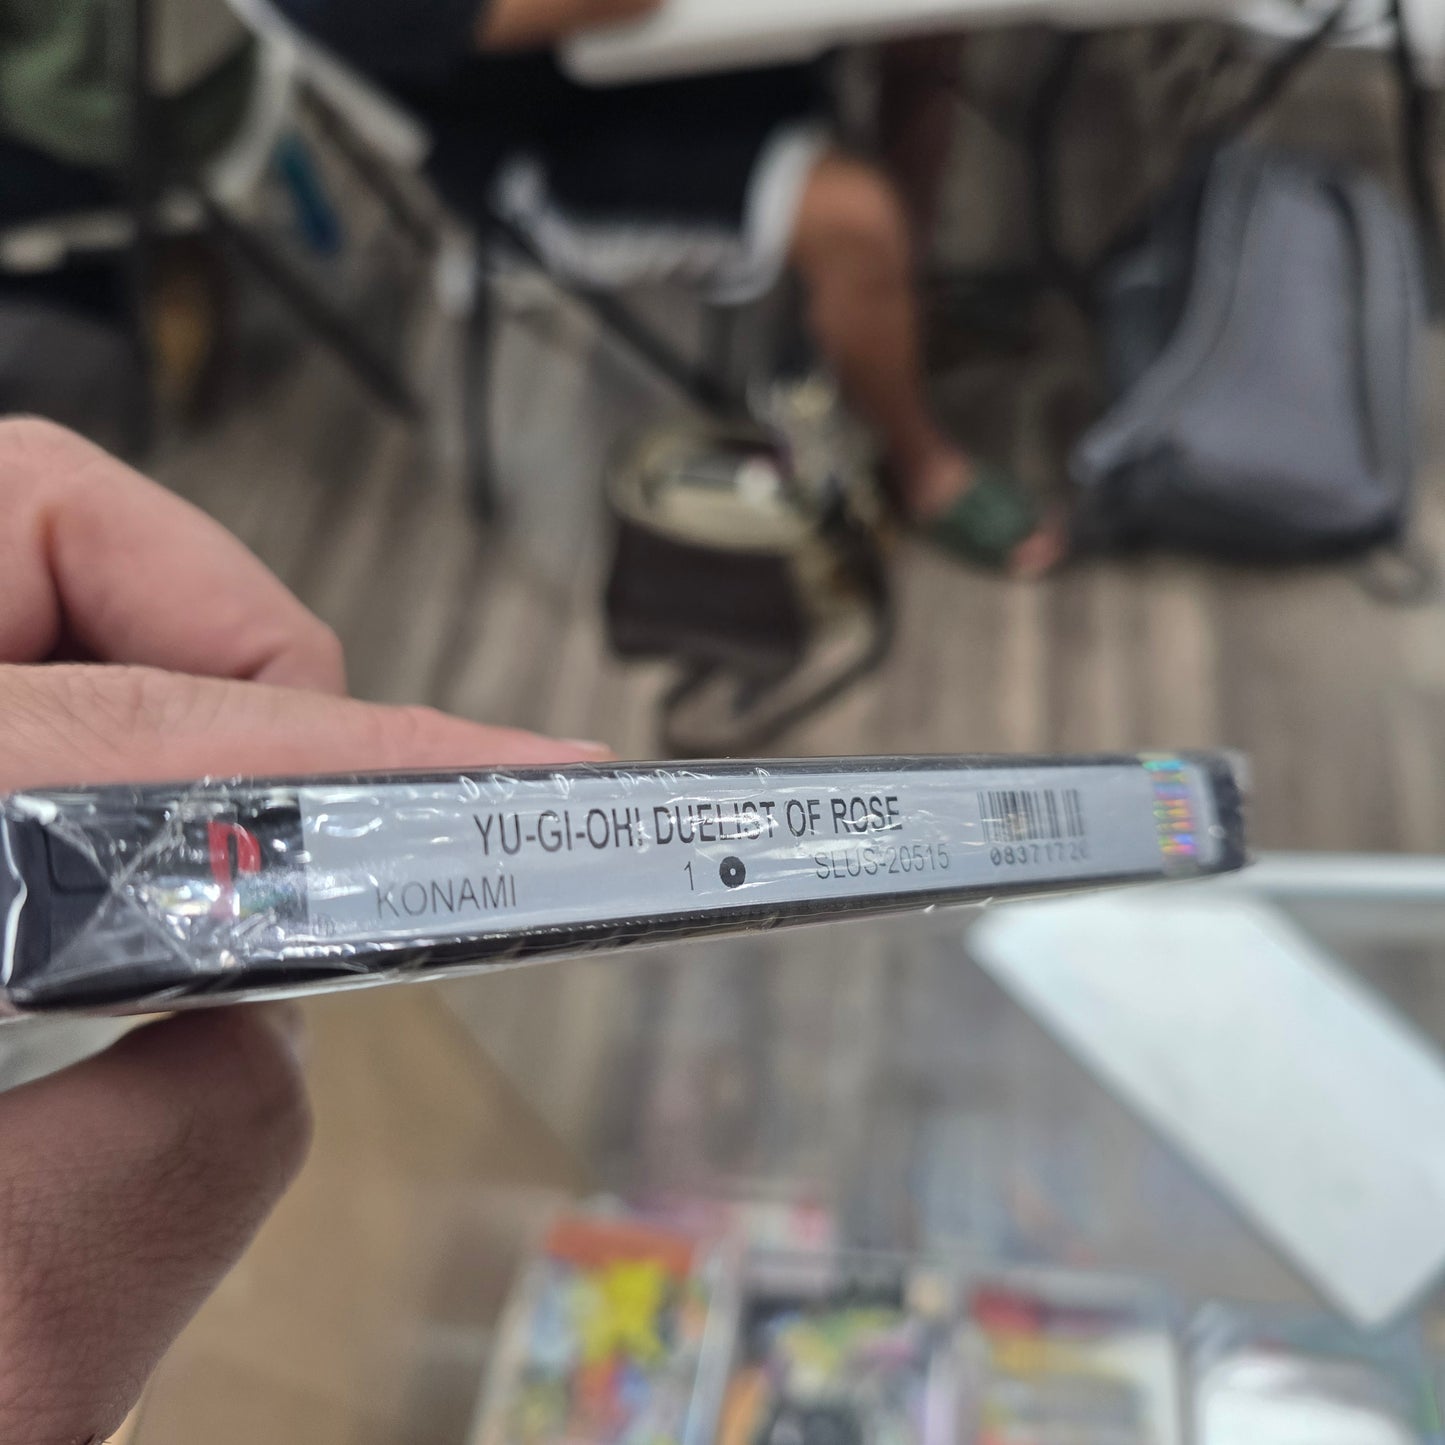 YU-GI-OH! DUELIST OF ROSE
KONAMI 1 SLUS-20515